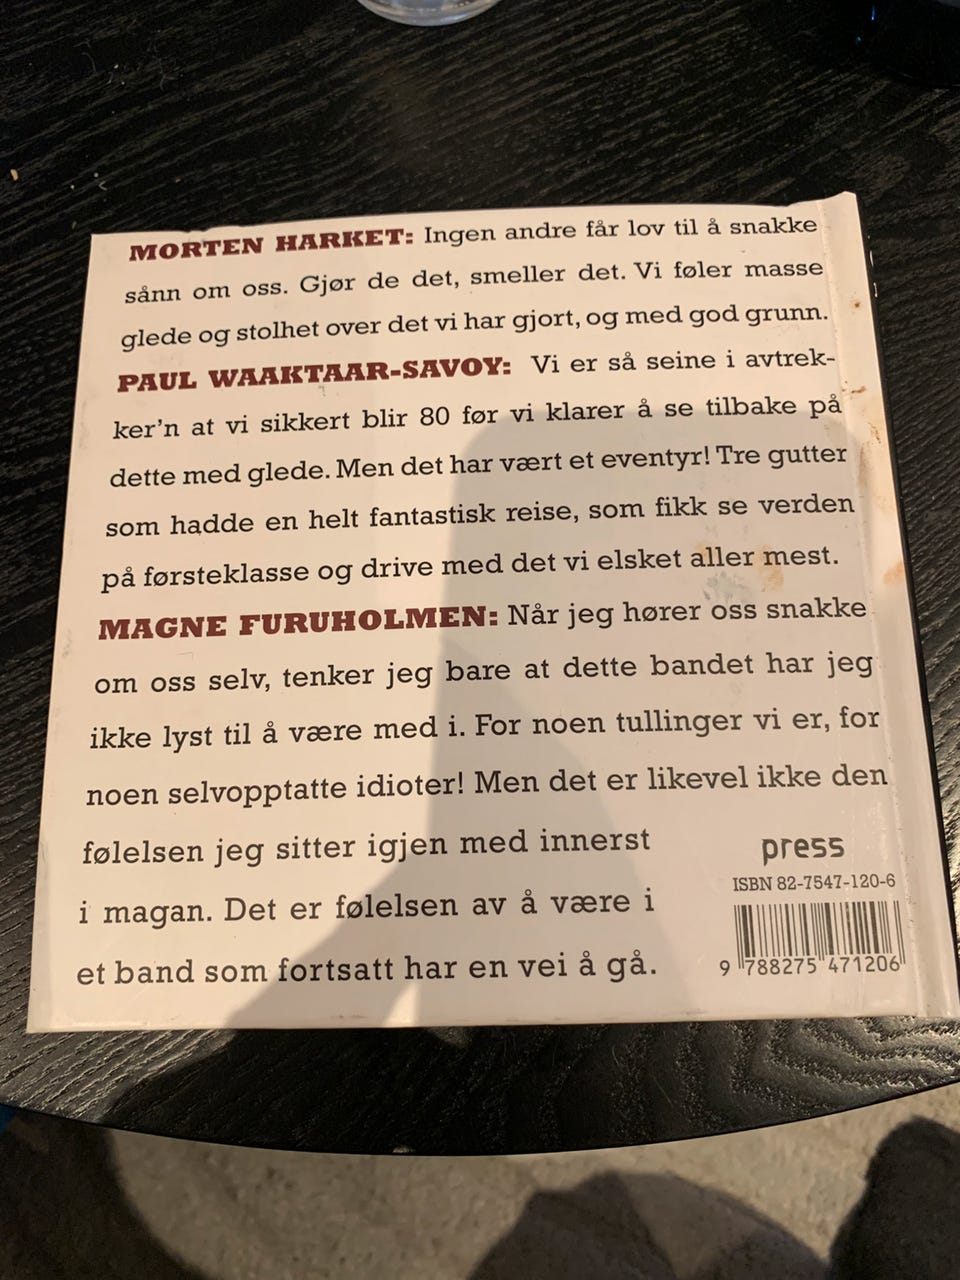 MORTEN HARKET: Ingen andre får lov til å snakke
sånn om oss. Gjør de det, smeller det. Vi føler masse
glede og stolhet over det vi har gjort, og med god grunn.
PAUL WAAKTAAR-SAVOY: Vi er så seine i avtrek-
ker'n at vi sikkert blir 80 før vi klarer å se tilbake på
dette med glede. Men det har vært et eventyr! Tre gutter
som hadde en helt fantastisk reise, som fikk se verden
på førsteklasse og drive med det vi elsket aller mest.
MAGNE FURUHOLMEN: Når jeg hører oss snakke
om oss selv, tenker jeg bare at dette bandet har jeg
ikke lyst til å være med i. For noen tullinger vi er, for
noen selvopptatte idioter! Men det er likevel ikke den
følelsen jeg sitter igjen med innerst
i magan. Det er følelsen av å være i
et band som fortsatt har en vei å gå.
press
ISBN 82-7547-120-6
9 788275 471206